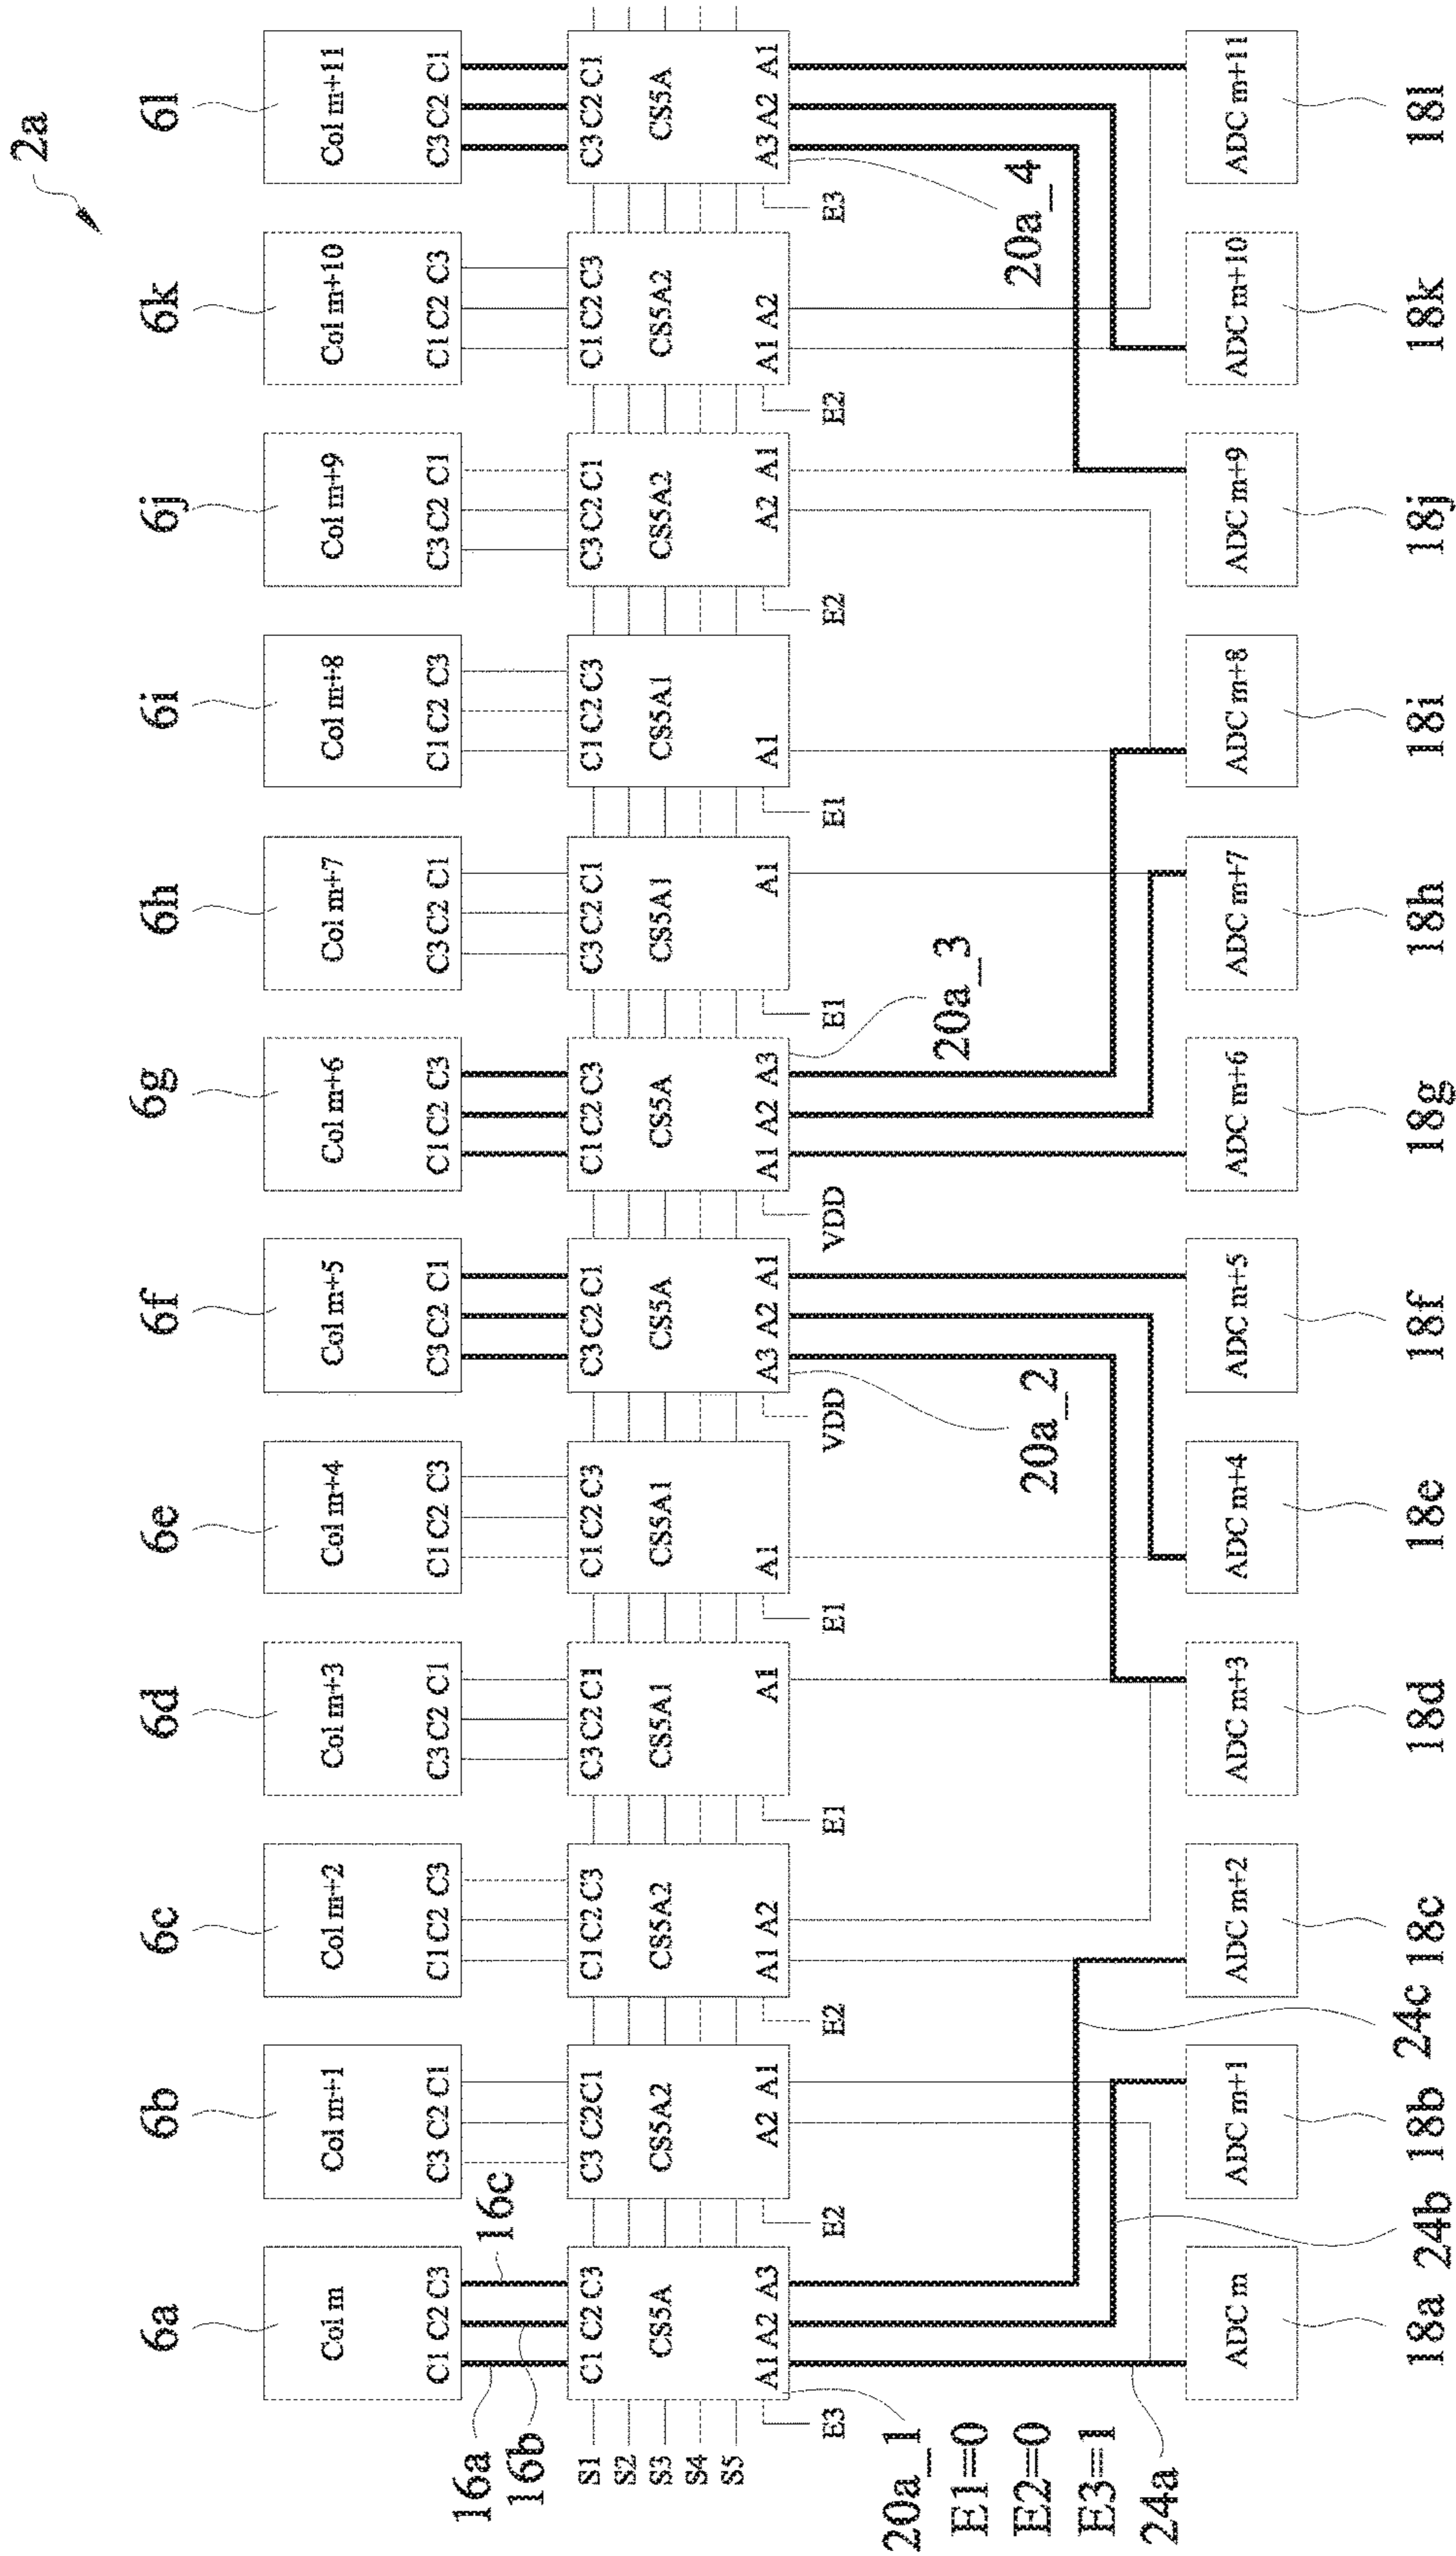 2a
6a 6b 6c 6d 6e 6f 6g 6h 6i 6j 6k 6l
Col m Col m+1 Col m+2 Col m+3 Col m+4 Col m+5 Col m+6 Col m+7 Col m+8 Col m+9 Col m+10 Col m+11
C1 C2 C3 C3 C2 C1 C1 C2 C3 C3 C2 C1 C1 C2 C3 C3 C2 C1 C1 C2 C3 C3 C2 C1 C1 C2 C3 C3 C2 C1 C1 C2 C3 C3 C2 C1
16a 16b 16c
C1 C2 C3 C3 C2 C1 C1 C2 C3 C3 C2 C1 C1 C2 C3 C3 C2 C1 C1 C2 C3 C3 C2 C1 C1 C2 C3 C3 C2 C1 C1 C2 C3 C3 C2 C1
S1
S2
S3
S4
S5
CS5A CS5A2 CS5A2 CS5A1 CS5A1 CS5A CS5A CS5A1 CS5A1 CS5A2 CS5A2 CS5A
A1 A2 A3 A2 A1 A1 A2 A1 A1 A3 A2 A1 A1 A2 A3 A1 A1 A2 A1 A1 A2 A3 A2 A1
E3 E2 E2 E1 E1 VDD VDD E1 E1 E2 E2 E3
20a_1 20a_2 20a_3 20a_4
E1=0
E2=0
E3=1
24a
ADC m ADC m+1 ADC m+2 ADC m+3 ADC m+4 ADC m+5 ADC m+6 ADC m+7 ADC m+8 ADC m+9 ADC m+10 ADC m+11
24b 24c
18a 18b 18c 18d 18e 18f 18g 18h 18i 18j 18k 18l